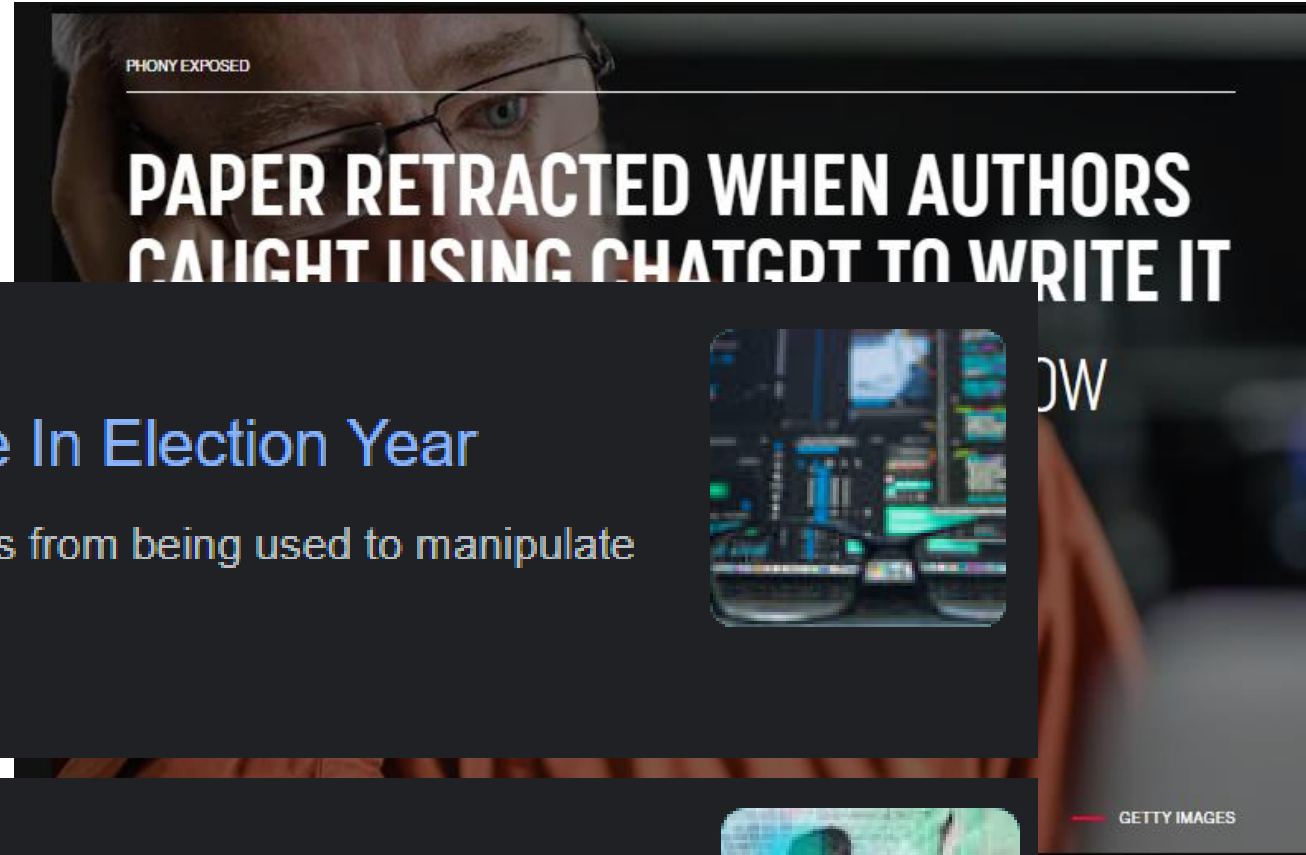 PHONY EXPOSED
PAPER RETRACTED WHEN AUTHORS
CAUGHT USING CHATGPT TO WRITE IT
In Election Year
from being used to manipulate
GETTY IMAGES